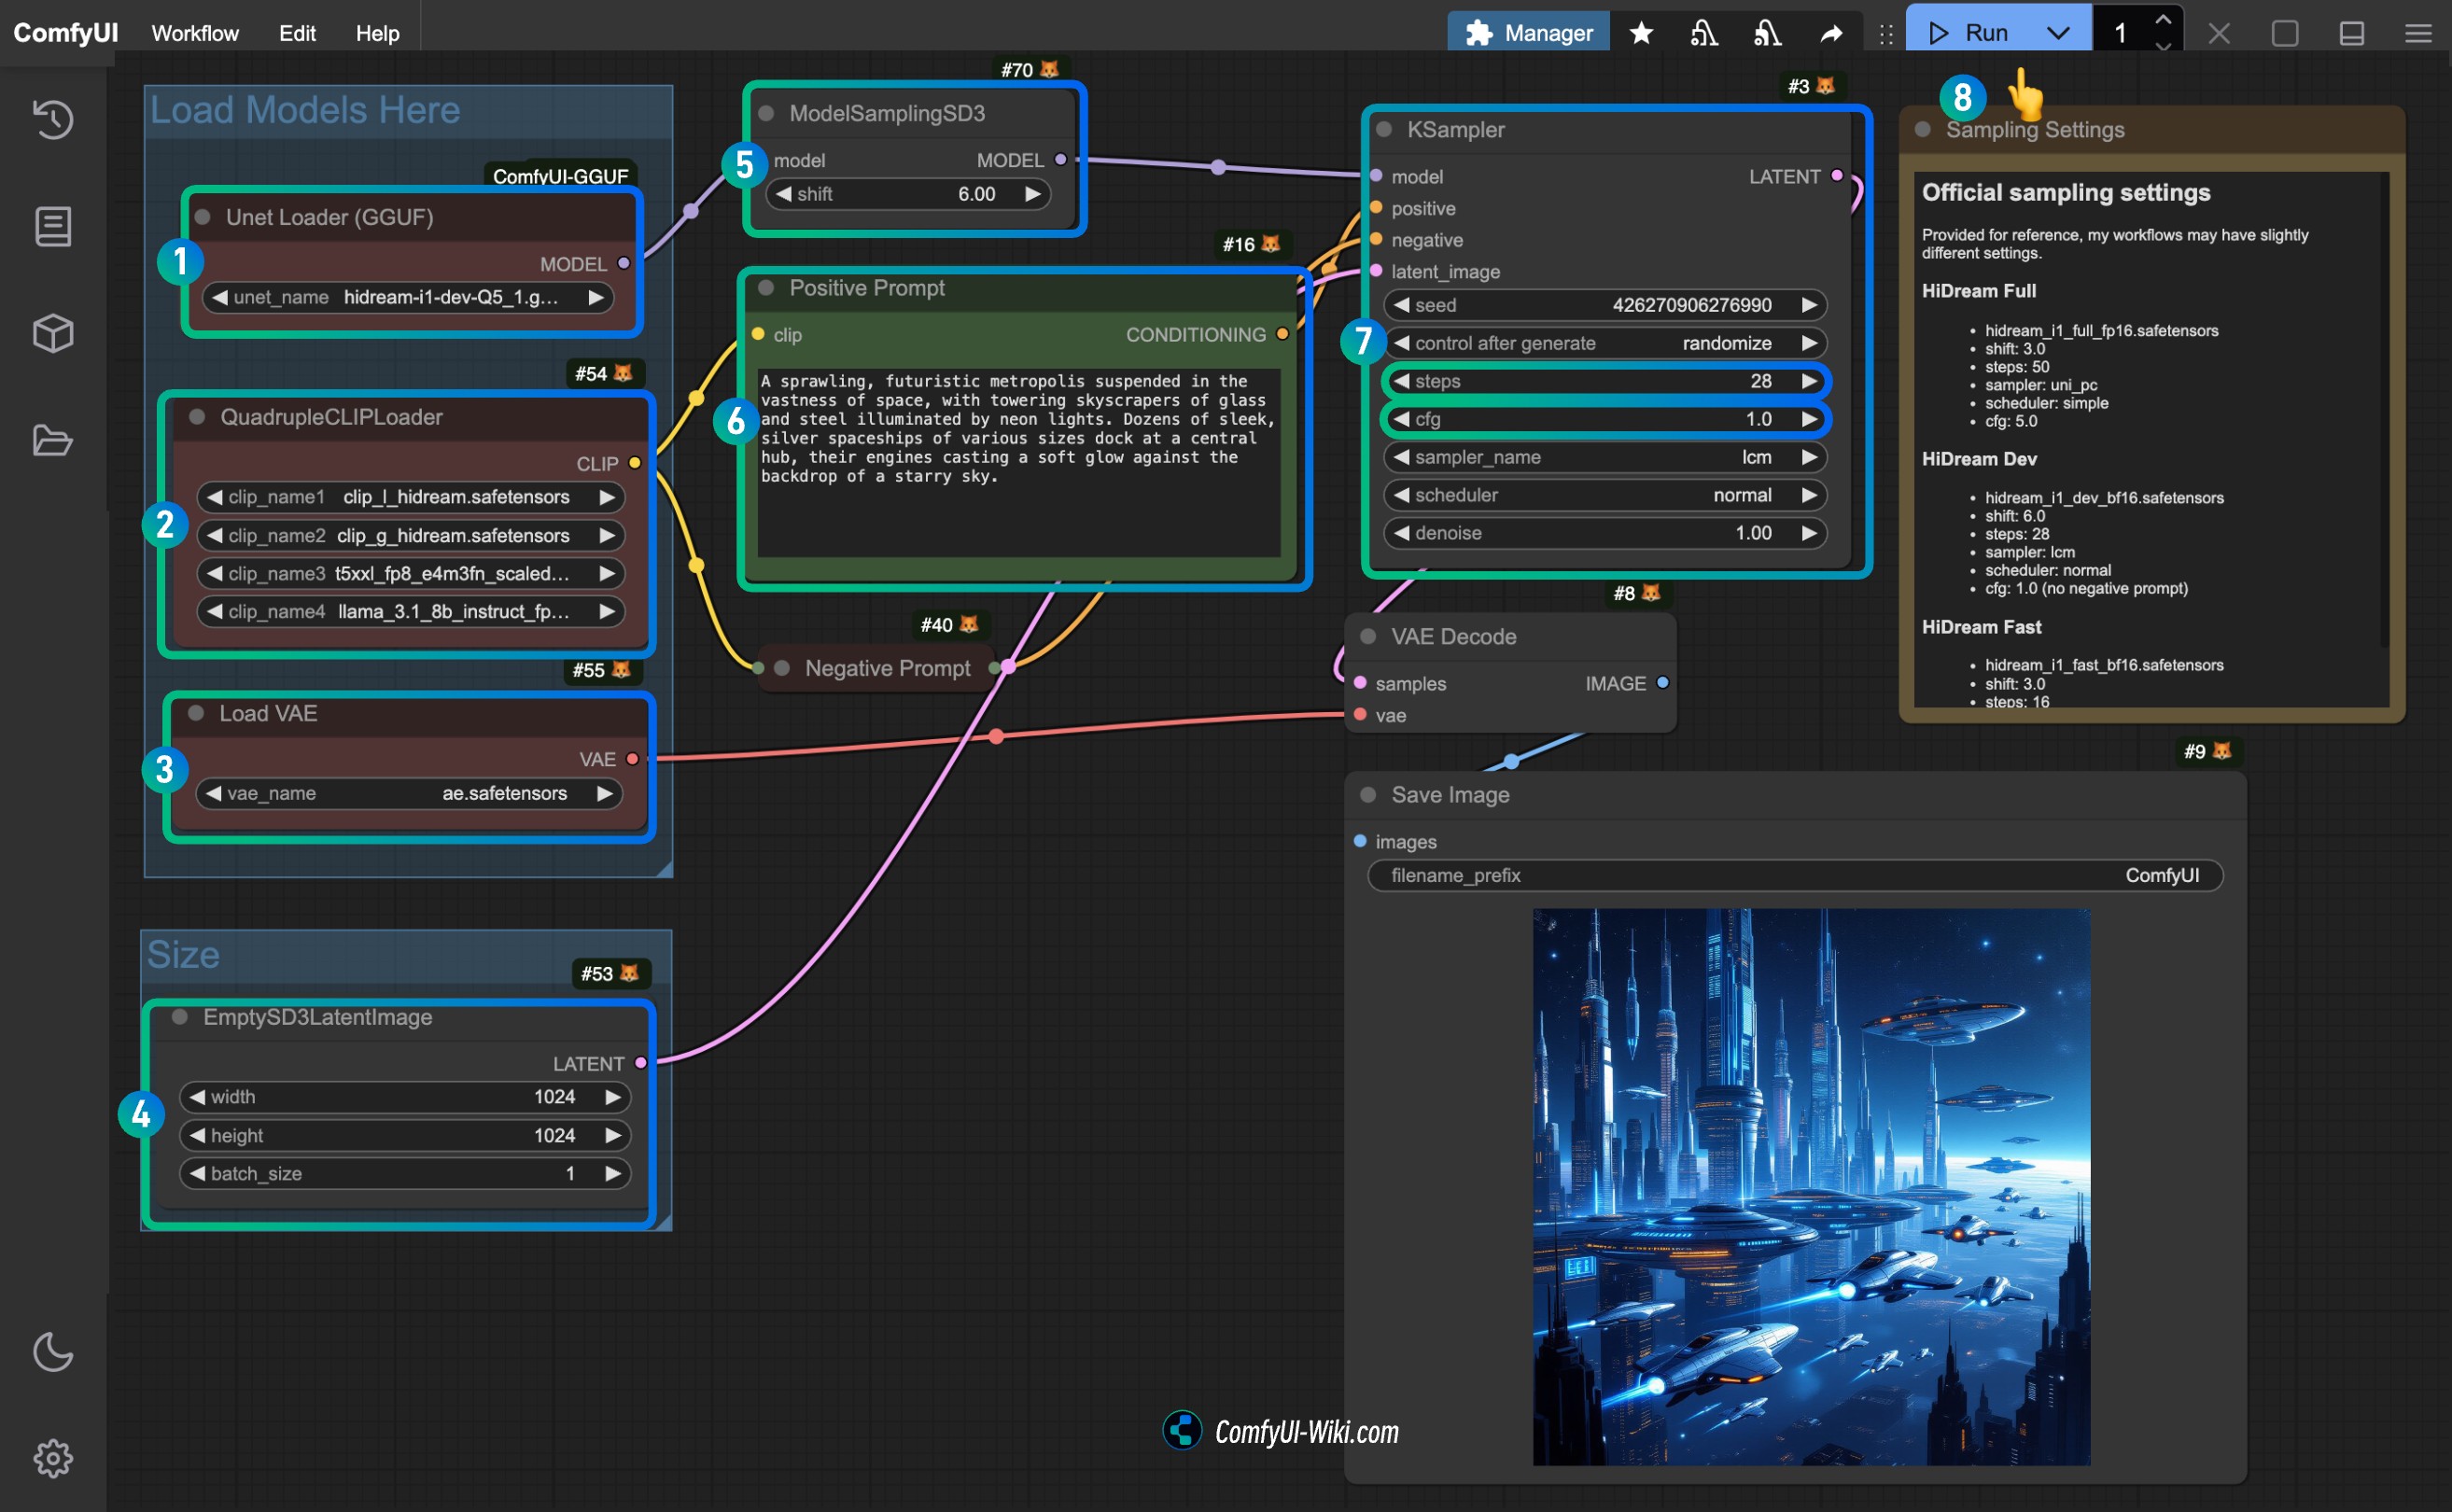 ComfyUI Workflow Edit Help
Manager Run 1
Load Models Here
ComfyUI-GGUF
1
Unet Loader (GGUF)
MODEL
unet_name hidream-i1-dev-Q5_1.g...
#54
2
QuadrupleCLIPLoader
CLIP
clip_name1 clip_l_hidream.safetensors
clip_name2 clip_g_hidream.safetensors
clip_name3 t5xxl_fp8_e4m3fn_scaled...
clip_name4 llama_3.1_8b_instruct_fp...
#55
3
Load VAE
VAE
vae_name ae.safetensors
Size
#53
4
EmptySD3LatentImage
LATENT
width 1024
height 1024
batch_size 1
#70
5
ModelSamplingSD3
model MODEL
shift 6.00
#16
6
Positive Prompt
clip CONDITIONING
A sprawling, futuristic metropolis suspended in the
vastness of space, with towering skyscrapers of glass
and steel illuminated by neon lights. Dozens of sleek,
silver spaceships of various sizes dock at a central
hub, their engines casting a soft glow against the
backdrop of a starry sky.
#40
Negative Prompt
#3
7
KSampler
model LATENT
positive
negative
latent_image
seed 426270906276990
control after generate randomize
steps 28
cfg 1.0
sampler_name lcm
scheduler normal
denoise 1.00
#8
VAE Decode
samples IMAGE
vae
8
Sampling Settings
Official sampling settings
Provided for reference, my workflows may have slightly
different settings.
HiDream Full
• hidream_i1_full_fp16.safetensors
• shift: 3.0
• steps: 50
• sampler: uni_pc
• scheduler: simple
• cfg: 5.0
HiDream Dev
• hidream_i1_dev_bf16.safetensors
• shift: 6.0
• steps: 28
• sampler: lcm
• scheduler: normal
• cfg: 1.0 (no negative prompt)
HiDream Fast
• hidream_i1_fast_bf16.safetensors
• shift: 3.0
• steps: 16
#9
Save Image
images
filename_prefix ComfyUI
ComfyUI-Wiki.com